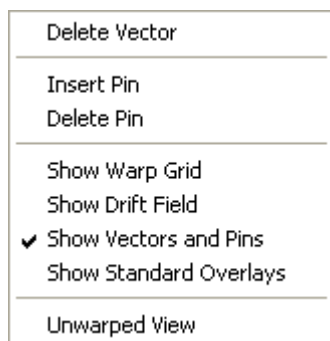 Delete Vector
Insert Pin
Delete Pin
Show Warp Grid
Show Drift Field
Show Vectors and Pins
Show Standard Overlays
Unwarped View